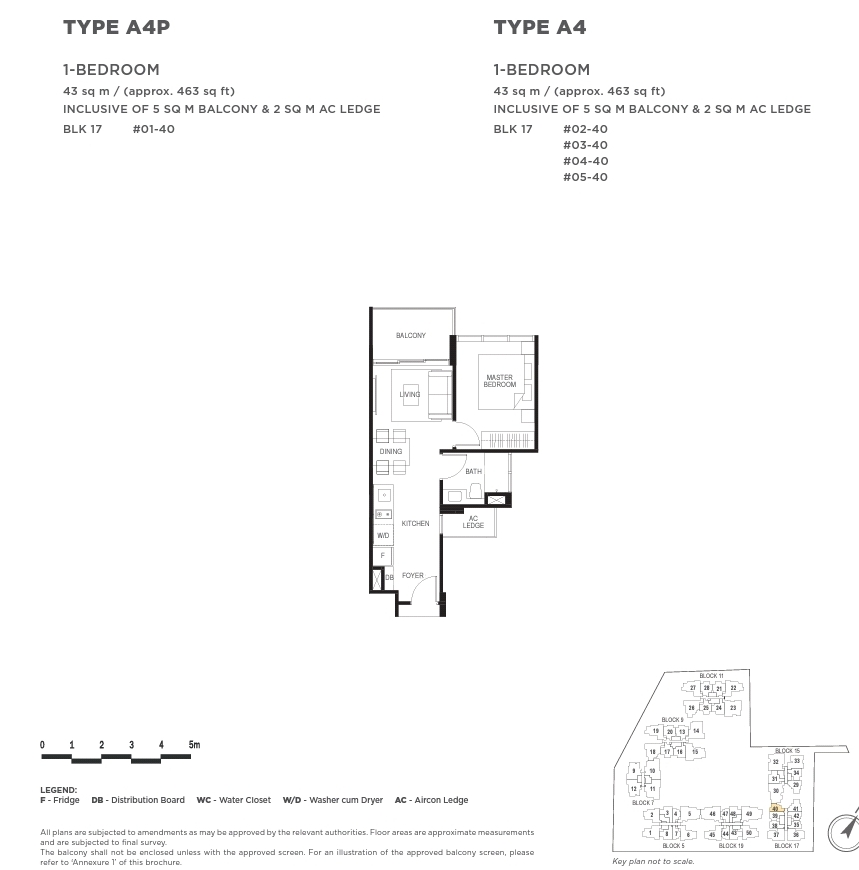 TYPE A4P
1-BEDROOM
43 sq m / (approx. 463 sq ft)
INCLUSIVE OF 5 SQ M BALCONY & 2 SQ M AC LEDGE
BLK 17 #01-40
TYPE A4
1-BEDROOM
43 sq m / (approx. 463 sq ft)
INCLUSIVE OF 5 SQ M BALCONY & 2 SQ M AC LEDGE
BLK 17 #02-40
#03-40
#04-40
#05-40
BALCONY
MASTER
BEDROOM
LIVING
DINING
BATH
KITCHEN
AC
LEDGE
W/D
F
DB
FOYER
0 1 2 3 4 5m
LEGEND:
F - Fridge DB - Distribution Board WC - Water Closet W/D - Washer cum Dryer AC - Aircon Ledge
All plans are subjected to amendments as may be approved by the relevant authorities. Floor areas are approximate measurements
and are subjected to final survey.
The balcony shall not be enclosed unless with the approved screen. For an illustration of the approved balcony screen, please
refer to 'Annexure 1' of this brochure.
BLOCK 11
27 20 21 22
26 25 24 23
BLOCK 9
19 20 13 14
18 17 16 15
BLOCK 15
32 33
31 34
29
30
9 10
12 11
BLOCK 7
40 41
39 42
38 35
37 36
2 3 4 5
1 8 7 6
BLOCK 5
46 47 48 49
45 44 43 50
BLOCK 19
BLOCK 17
Key plan not to scale.